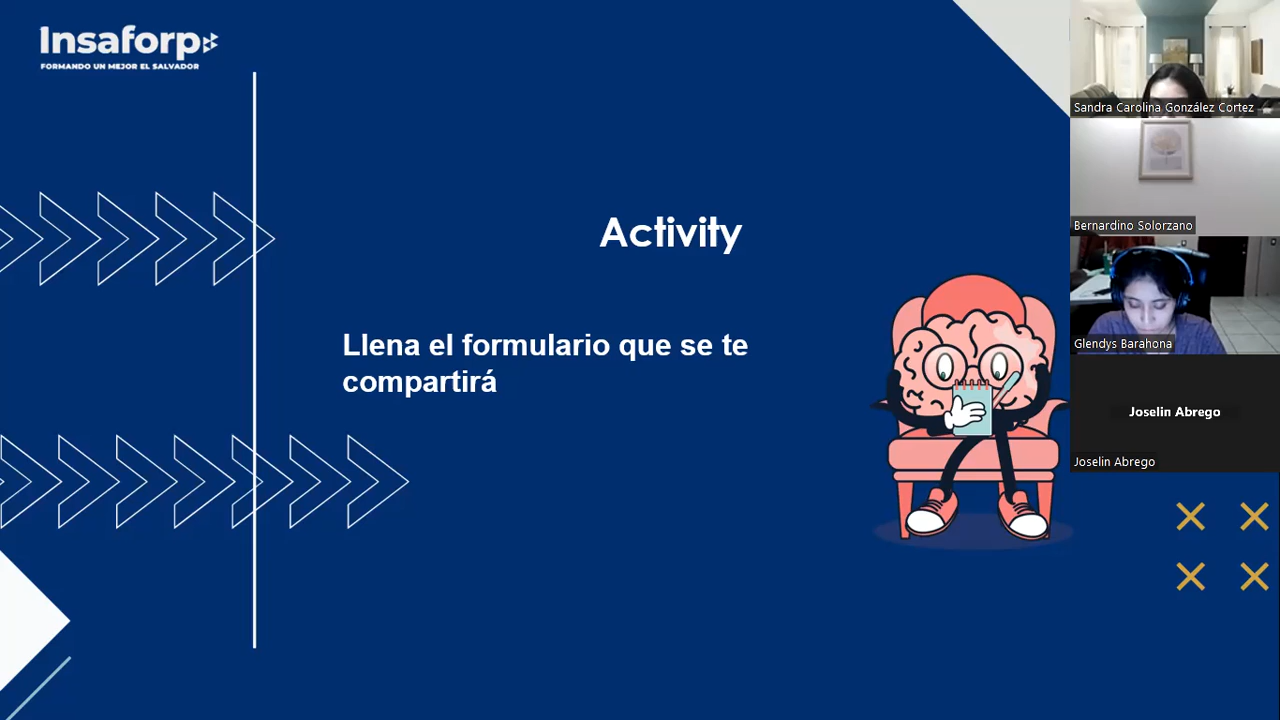 Insaforp
FORMANDO UN MEJOR EL SALVADOR
Activity
Llena el formulario que se te
compartirá
Sandra Carolina González Cortez
Bernardino Solorzano
Glendys Barahona
Joselin Abrego
Joselin Abrego